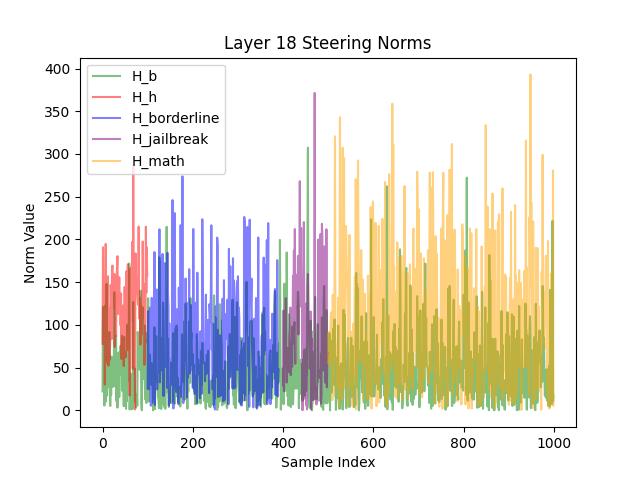 Layer 18 Steering Norms
H_b
H_h
H_borderline
H_jailbreak
H_math
Norm Value
400
350
300
250
200
150
100
50
0
0 200 400 600 800 1000
Sample Index